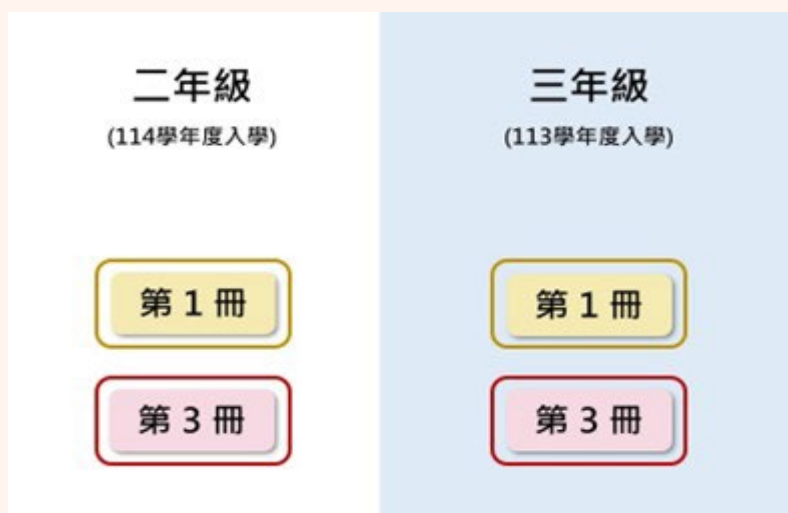 二年級
(114學年度入學)
第 1 冊
第 3 冊
三年級
(113學年度入學)
第 1 冊
第 3 冊